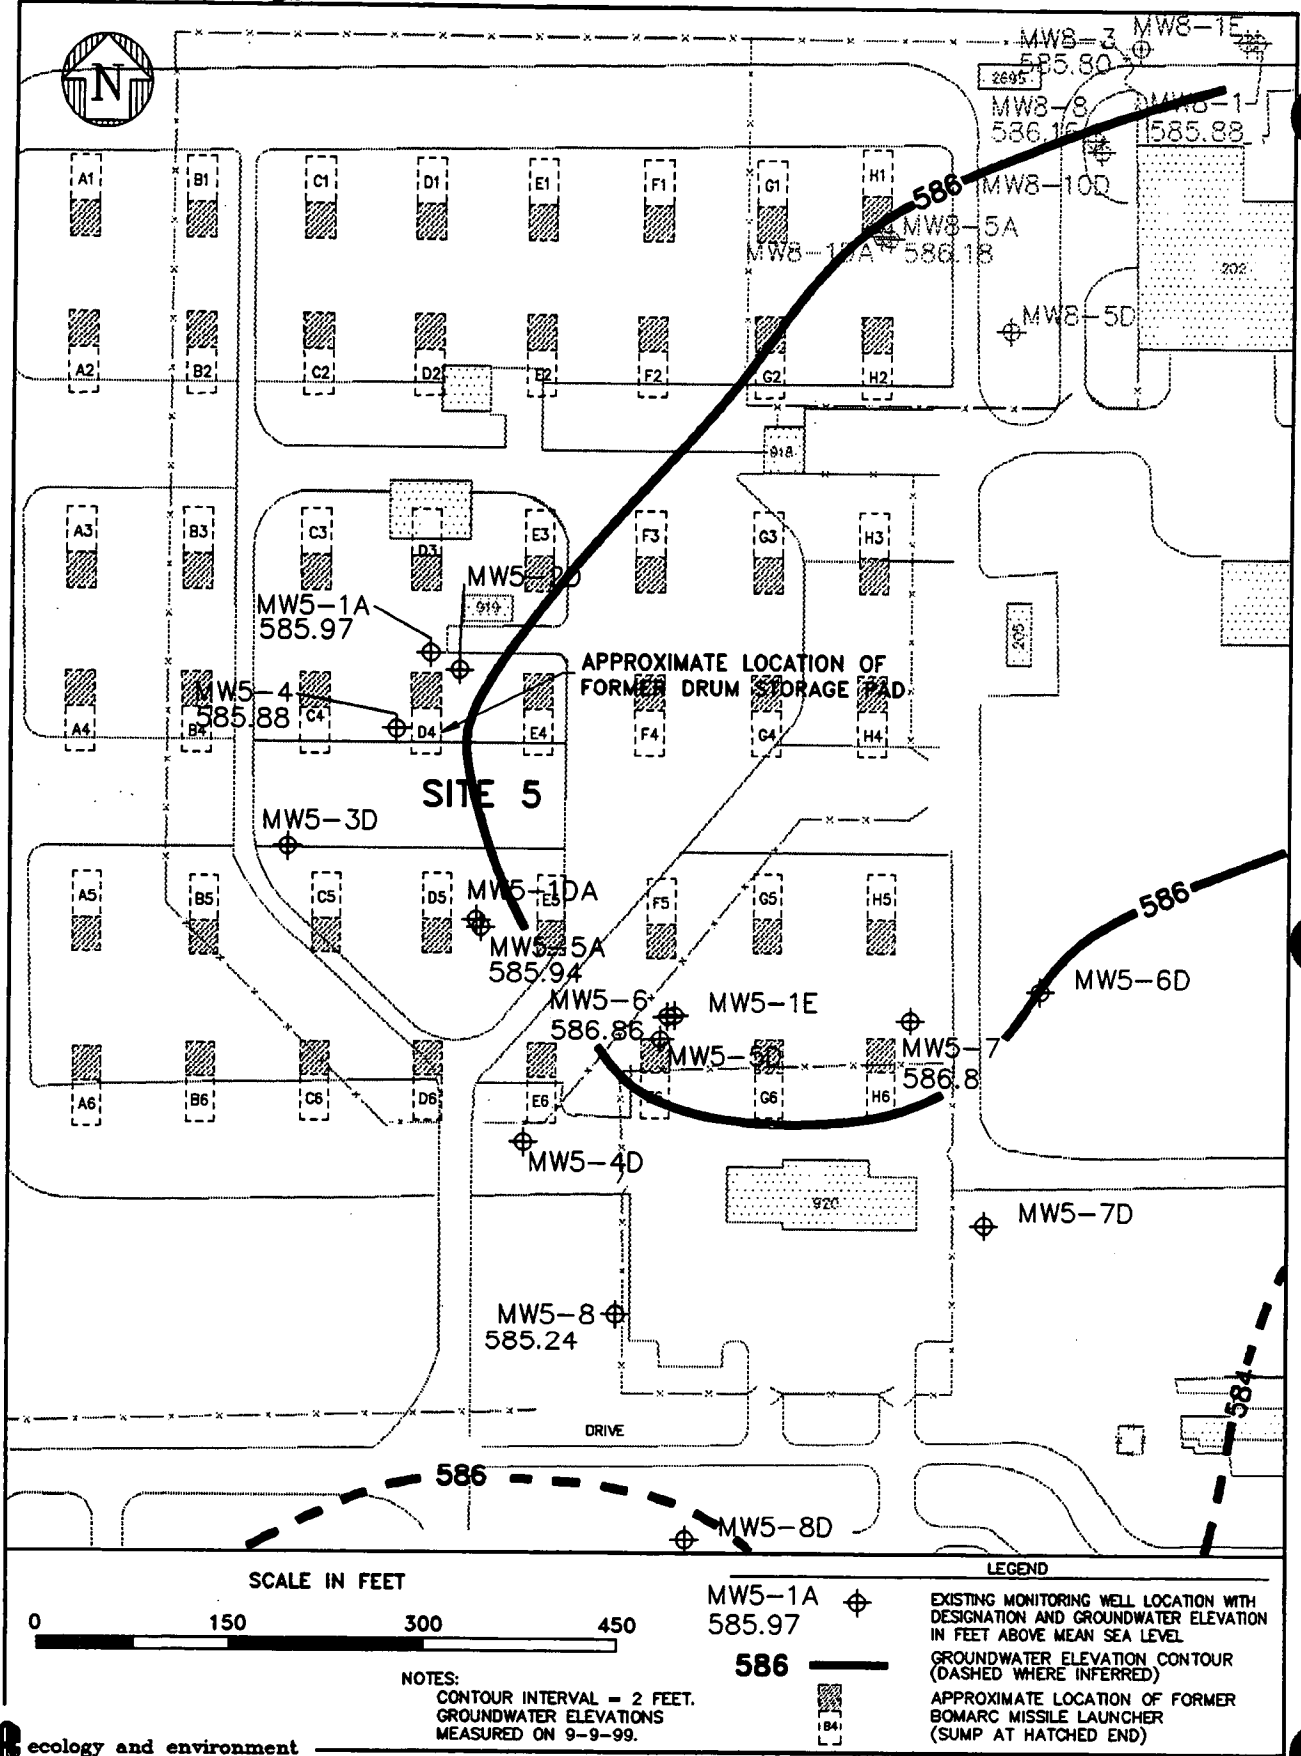 N
MW8-3
585.80
MW8-1E
2695
MW8-8
586.16
MW8-1
585.88
MW8-10D
586
A1
B1
C1
D1
E1
F1
G1
H1
MW8-5A
586.18
MW8-1DA
202
MW8-5D
A2
B2
C2
D2
E2
F2
G2
H2
918
A3
B3
C3
D3
E3
F3
G3
H3
MW5-2D
919
MW5-1A
585.97
205
APPROXIMATE LOCATION OF
FORMER DRUM STORAGE PAD
MW5-4
585.88
A4
B4
C4
D4
E4
F4
G4
H4
SITE 5
MW5-3D
A5
B5
C5
D5
E5
F5
G5
H5
MW5-1DA
586
MW5-5A
585.94
MW5-6D
MW5-6
586.86
MW5-1E
MW5-5D
MW5-7
586.8
A6
B6
C6
D6
E6
G6
H6
MW5-4D
920
MW5-7D
MW5-8
585.24
584
DRIVE
586
MW5-8D
SCALE IN FEET
0 150 300 450
NOTES:
CONTOUR INTERVAL = 2 FEET.
GROUNDWATER ELEVATIONS
MEASURED ON 9-9-99.
LEGEND
MW5-1A
585.97
EXISTING MONITORING WELL LOCATION WITH
DESIGNATION AND GROUNDWATER ELEVATION
IN FEET ABOVE MEAN SEA LEVEL
586
GROUNDWATER ELEVATION CONTOUR
(DASHED WHERE INFERRED)
B4
APPROXIMATE LOCATION OF FORMER
BOMARC MISSILE LAUNCHER
(SUMP AT HATCHED END)
ecology and environment